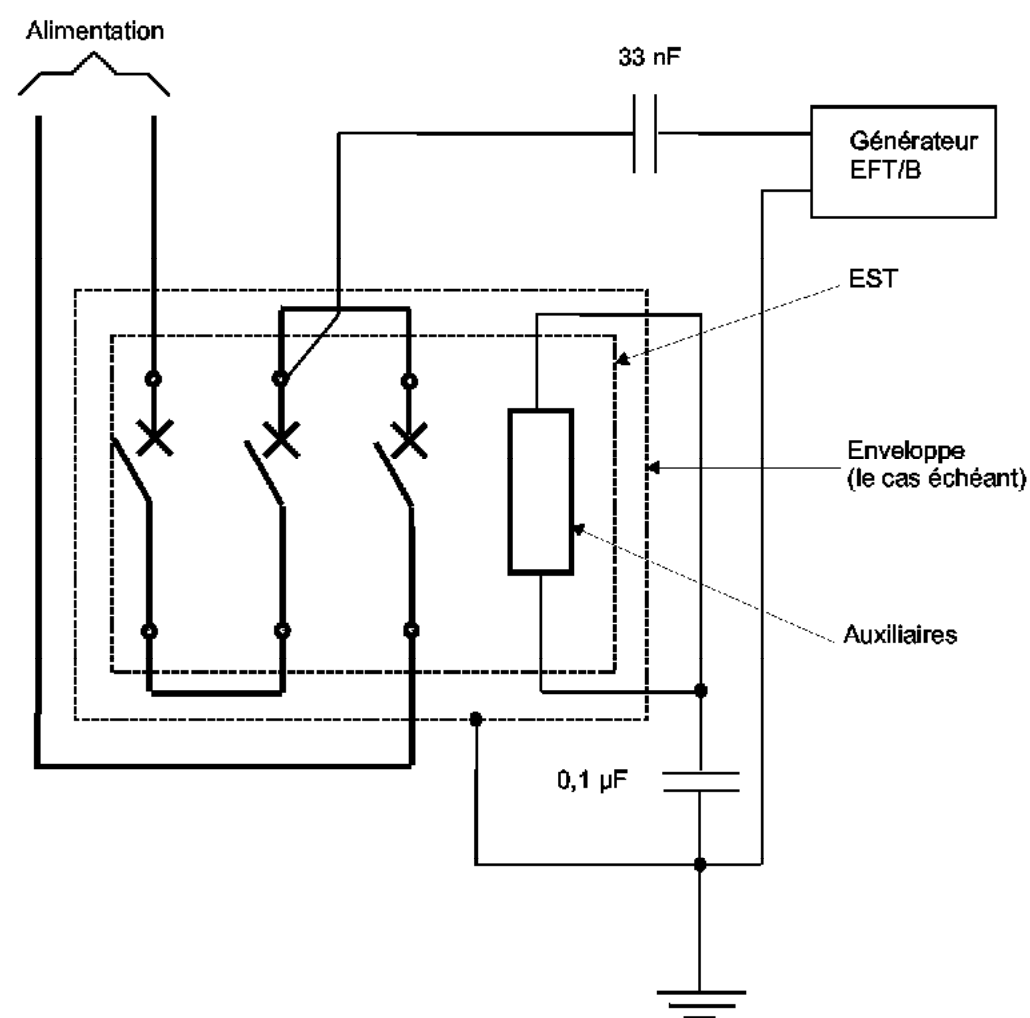 Alimentation
33 nF
Générateur
EFT/B
EST
Enveloppe
(le cas échéant)
Auxiliaires
0,1 µF